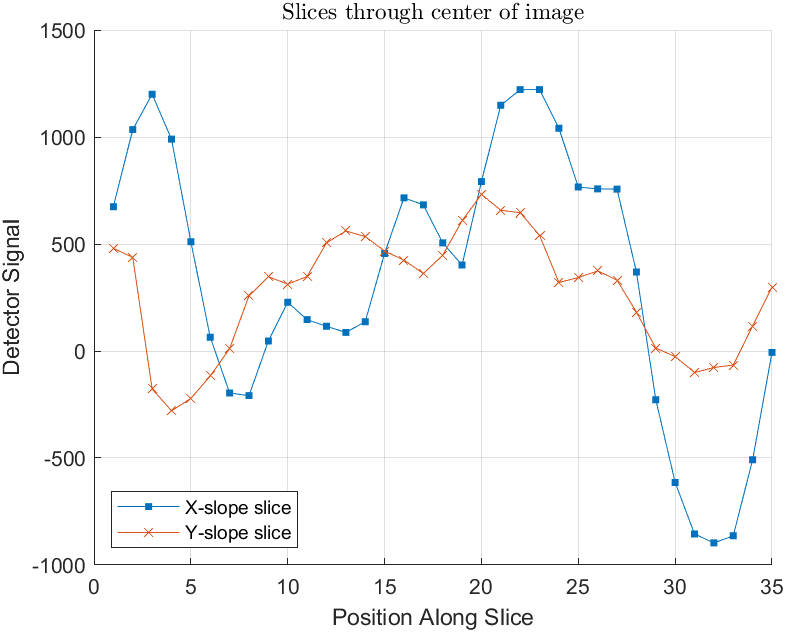 Slices through center of image
1500
1000
500
0
-500
-1000
Detector Signal
X-slope slice
Y-slope slice
0 5 10 15 20 25 30 35
Position Along Slice